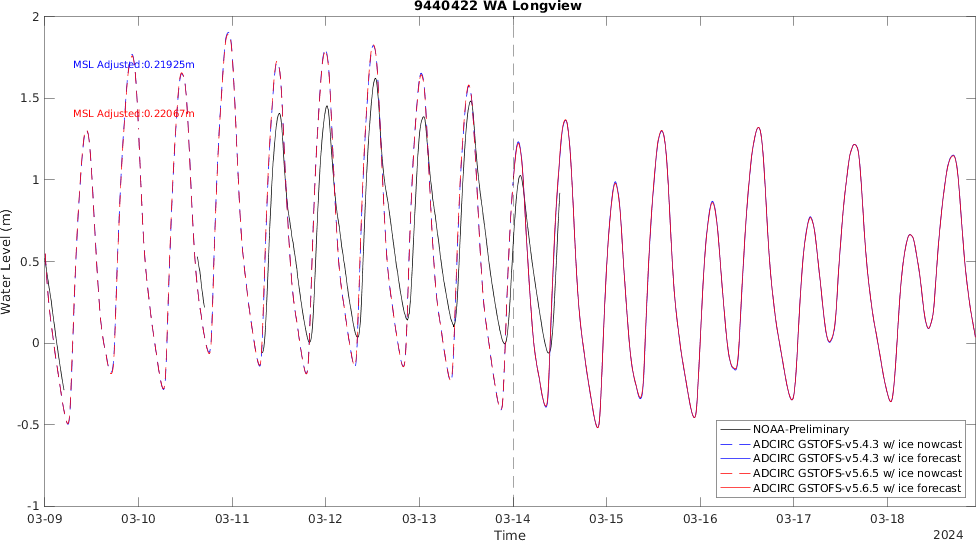 9440422 WA Longview
2
1.5
1
0.5
0
-0.5
-1
Water Level (m)
MSL Adjusted:0.21925m
MSL Adjusted:0.22067m
NOAA-Preliminary
ADCIRC GSTOFS-v5.4.3 w/ ice nowcast
ADCIRC GSTOFS-v5.4.3 w/ ice forecast
ADCIRC GSTOFS-v5.6.5 w/ ice nowcast
ADCIRC GSTOFS-v5.6.5 w/ ice forecast
03-09 03-10 03-11 03-12 03-13 03-14 03-15 03-16 03-17 03-18
Time
2024